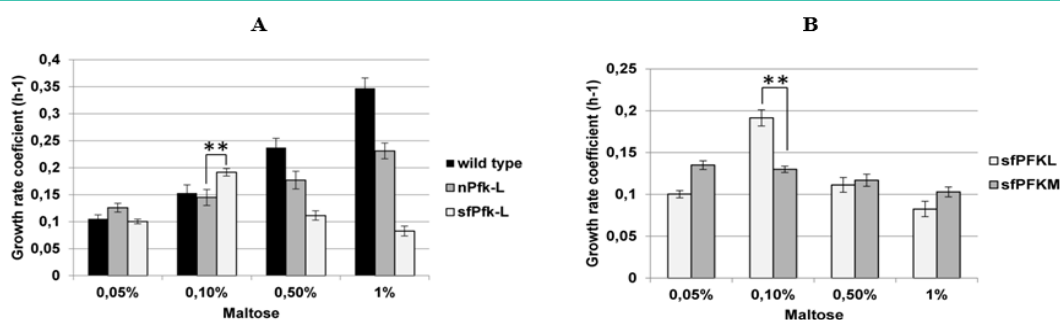 A
Growth rate coeficient (h-1)
0,4
0,35
0,3
0,25
0,2
0,15
0,1
0,05
0
**
0,05% 0,10% 0,50% 1%
Maltose
wild type
nPfk-L
sfPfk-L
B
Growth rate coefficient (h-1)
0,25
0,2
0,15
0,1
0,05
0
**
0,05% 0,10% 0,50% 1%
Maltose
sfPFKL
sfPFKM